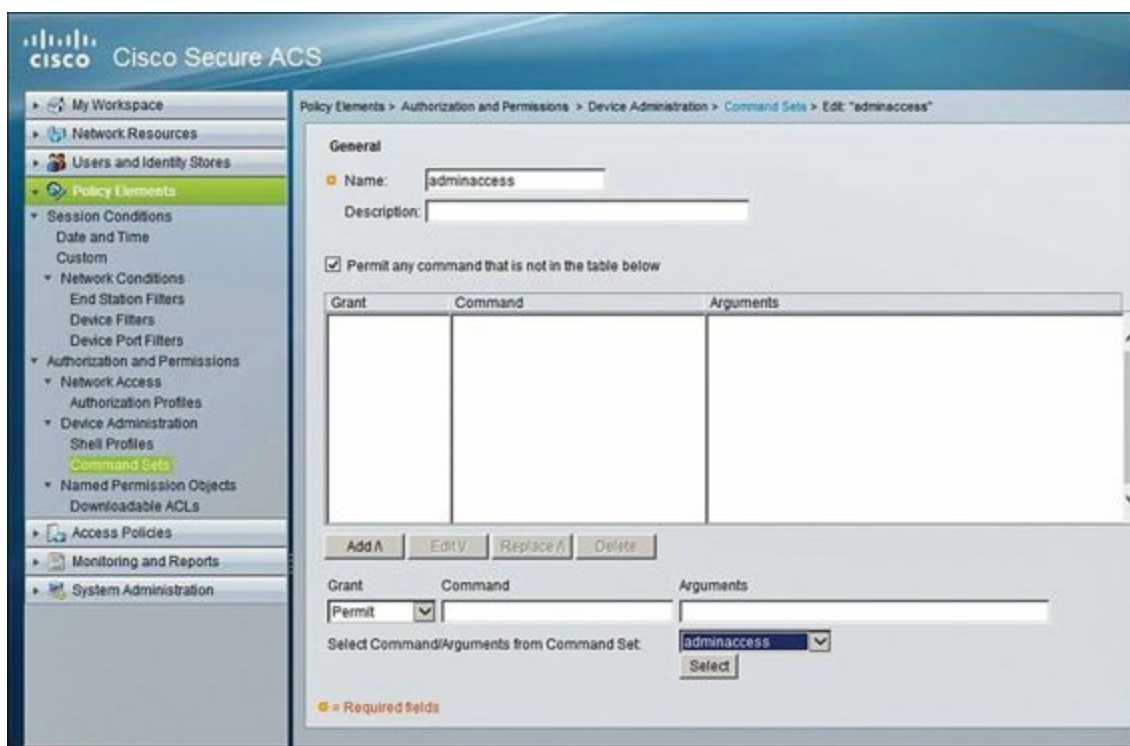 CISCO Cisco Secure ACS
My Workspace
Network Resources
Users and Identity Stores
Policy Elements
Session Conditions
Date and Time
Custom
Network Conditions
End Station Filters
Device Filters
Device Port Filters
Authorization and Permissions
Network Access
Authorization Profiles
Device Administration
Shell Profiles
Command Sets
Named Permission Objects
Downloadable ACLs
Access Policies
Monitoring and Reports
System Administration
Policy Elements > Authorization and Permissions > Device Administration > Command Sets > Edit: "adminaccess"
General
Name: adminaccess
Description:
Permit any command that is not in the table below
Grant Command Arguments
Add /\ Edit \/ Replace /\ Delete
Grant Command Arguments
Permit
Select Command/Arguments from Command Set: adminaccess
Select
= Required fields